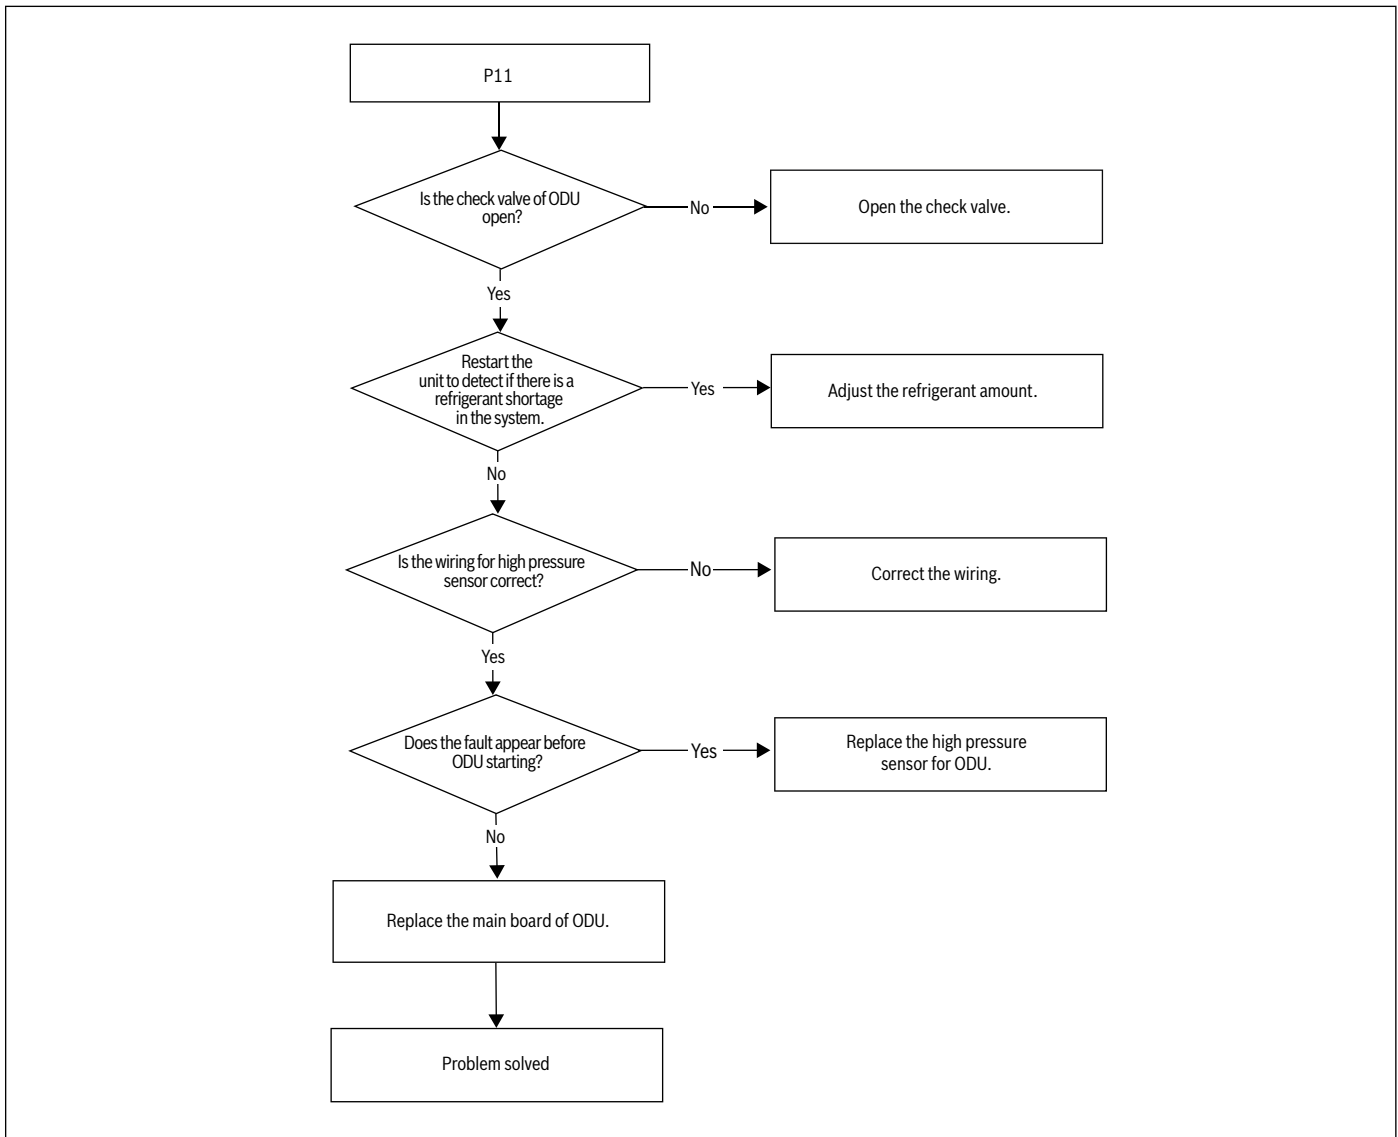 P11
Is the check valve of ODU
open?
No
Open the check valve.
Yes
Restart the
unit to detect if there is a
refrigerant shortage
in the system.
Yes
Adjust the refrigerant amount.
No
Is the wiring for high pressure
sensor correct?
No
Correct the wiring.
Yes
Does the fault appear before
ODU starting?
Yes
Replace the high pressure
sensor for ODU.
No
Replace the main board of ODU.
Problem solved